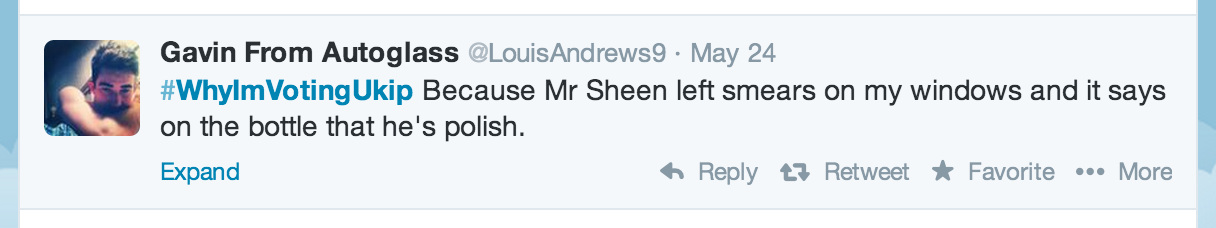 Gavin From Autoglass @LouisAndrews9 · May 24
#WhyImVotingUkip Because Mr Sheen left smears on my windows and it says
on the bottle that he's polish.
Expand Reply Retweet Favorite More